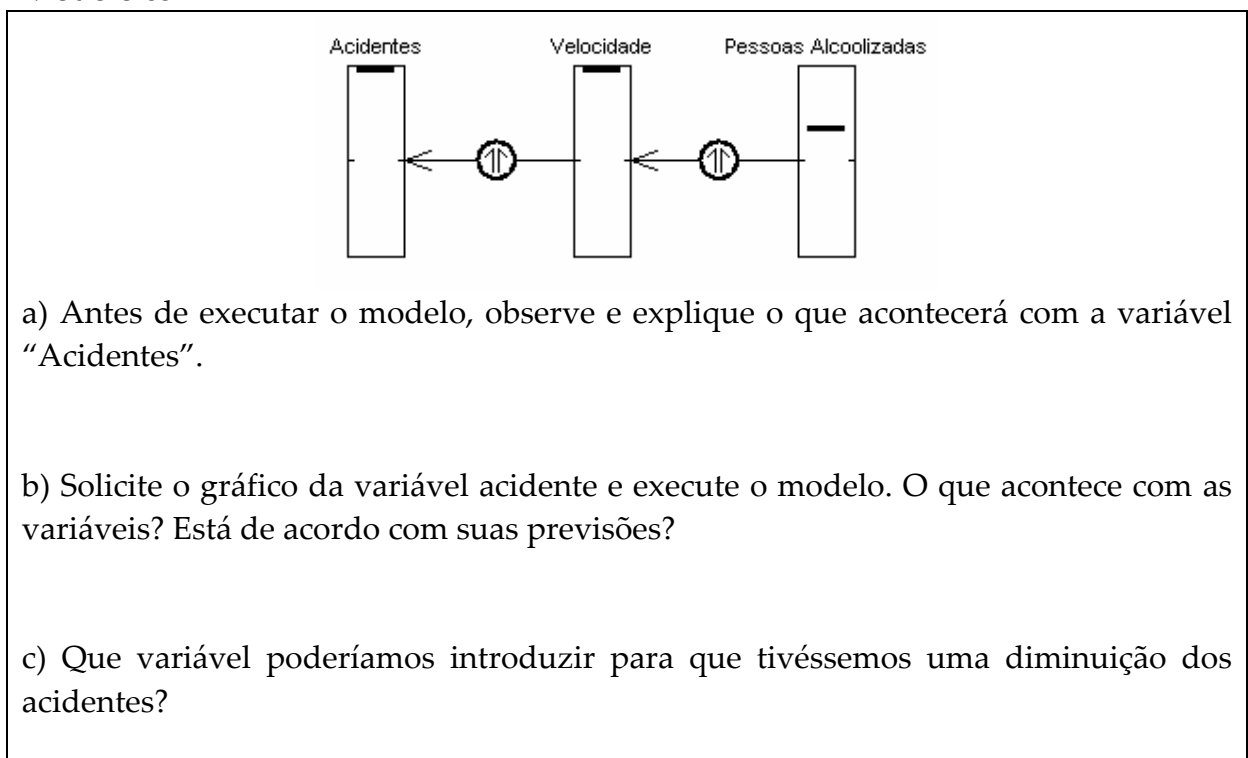 Acidentes Velocidade Pessoas Alcoolizadas
a) Antes de executar o modelo, observe e explique o que acontecerá com a variável
“Acidentes”.
b) Solicite o gráfico da variável acidente e execute o modelo. O que acontece com as
variáveis? Está de acordo com suas previsões?
c) Que variável poderíamos introduzir para que tivéssemos uma diminuição dos
acidentes?